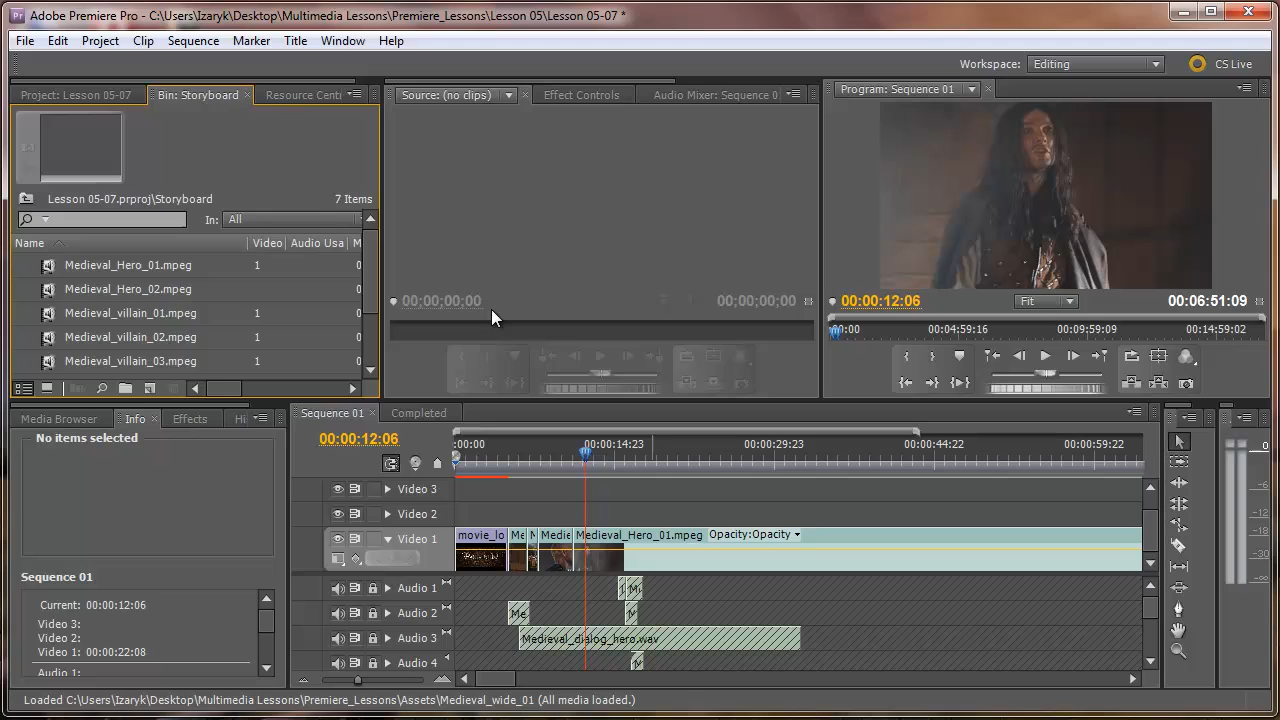 Adobe Premiere Pro - C:\Users\Izaryk\Desktop\Multimedia Lessons\Premiere_Lessons\Lesson 05\Lesson 05-07 *
File Edit Project Clip Sequence Marker Title Window Help
Workspace: Editing CS Live
Project: Lesson 05-07 Bin: Storyboard Resource Centi
Source: (no clips) Effect Controls Audio Mixer: Sequence 0
Program: Sequence 01
Lesson 05-07.prproj\Storyboard 7 Items
In: All
Name Video Audio Usa M
Medieval_Hero_01.mpeg 1 0
Medieval_Hero_02.mpeg 0
Medieval_villain_01.mpeg 1 0
Medieval_villain_02.mpeg 1 0
Medieval_villain_03.mpeg 1 0
00;00;00;00 00;00;00;00
00:00:12:06 Fit 00:06:51:09
:00:00 00:04:59:16 00:09:59:09 00:14:59:02
Media Browser Info Effects Hi
No items selected
Sequence 01
Current: 00:00:12:06
Video 3:
Video 2:
Video 1: 00:00:22:08
Audio 1:
Sequence 01 Completed
00:00:12:06
:00:00 00:00:14:23 00:00:29:23 00:00:44:22 00:00:59:22
Video 3
Video 2
Video 1 movie_lo Me M Medie Medieval_Hero_01.mpeg Opacity:Opacity
Audio 1
Audio 2 Me M
Audio 3 Medieval_dialog_hero.wav
Audio 4
0
-6
-12
-18
-30
Loaded C:\Users\Izaryk\Desktop\Multimedia Lessons\Premiere_Lessons\Assets\Medieval_wide_01 (All media loaded.)